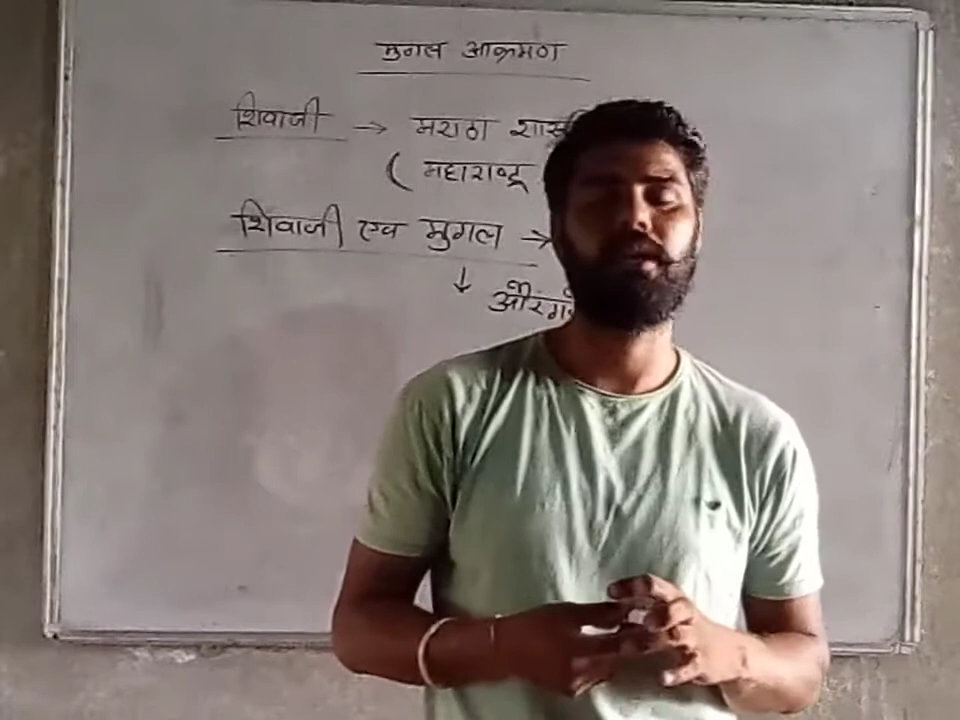 मुगल आक्रमण
शिवाजी → मराठा
( महाराष्ट्र
शिवाजी एव मुगल →
↓